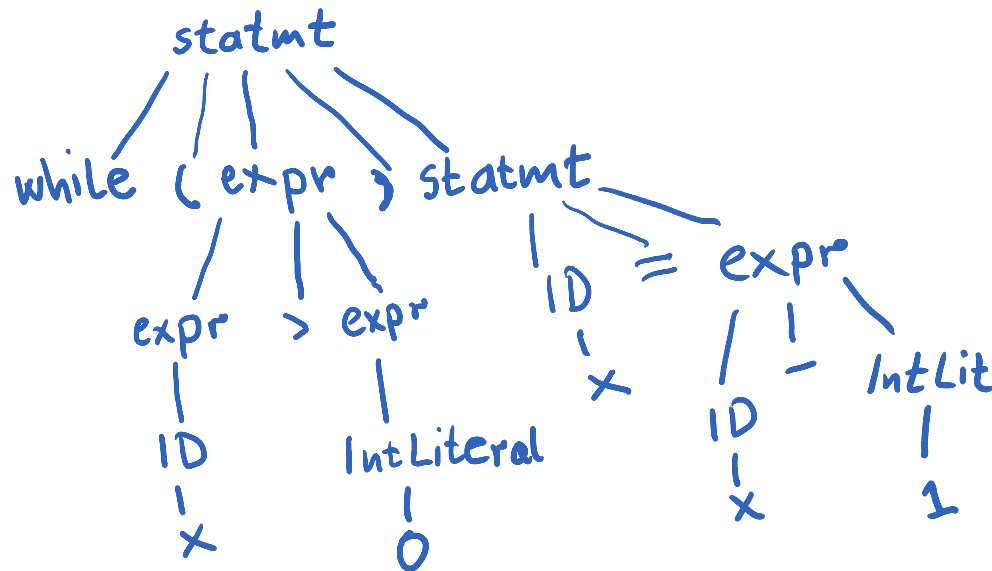 statmt
while ( expr ) statmt
ID = expr
expr > expr
x
ID - IntLit
ID IntLiteral
x 1
x 0